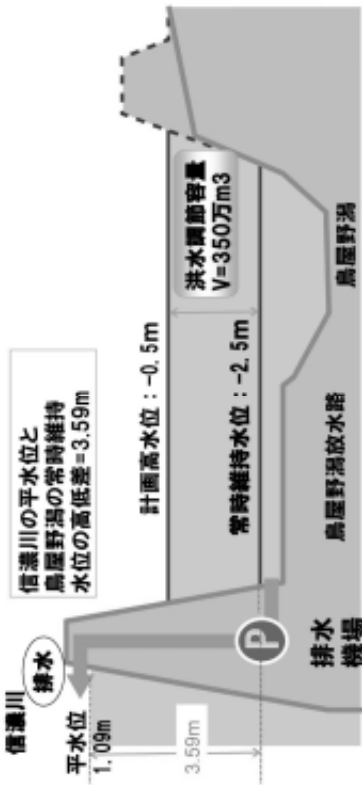 信濃川
排水
平水位
1.09m
3.59m
信濃川の平水位と
鳥屋野潟の常時維持
水位の高低差=3.59m
計画高水位：-0.5m
洪水調節容量
V=350万m3
常時維持水位：-2.5m
P
排水
機場
鳥屋野潟放水路
鳥屋野潟